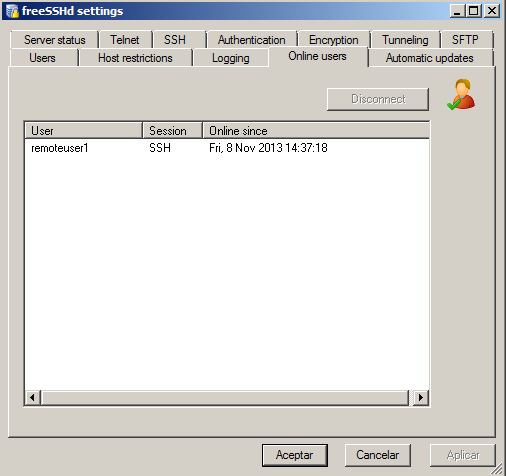 freeSSHd settings
Server status Telnet SSH Authentication Encryption Tunneling SFTP
Users Host restrictions Logging Online users Automatic updates
Disconnect
User Session Online since
remoteuser1 SSH Fri, 8 Nov 2013 14:37:18
Aceptar Cancelar Aplicar